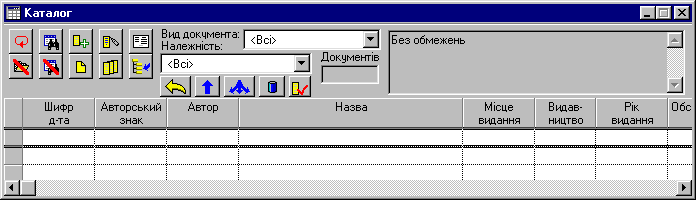 Каталог
Вид документа:
<Всі>
Належність:
<Всі>
Документів
Без обмежень
Шифр
д-та
Авторський
знак
Автор
Назва
Місце
видання
Видав-
ництво
Рік
видання
Обс